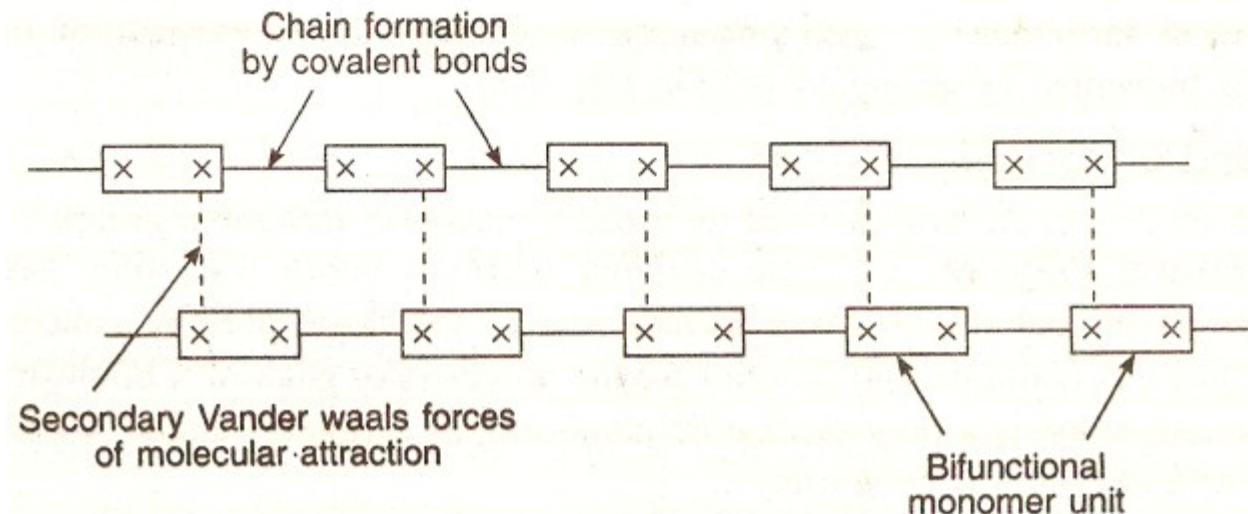 Chain formation
by covalent bonds
× × × × × × × × × ×
× × × × × × × × × ×
Secondary Vander waals forces
of molecular attraction
Bifunctional
monomer unit